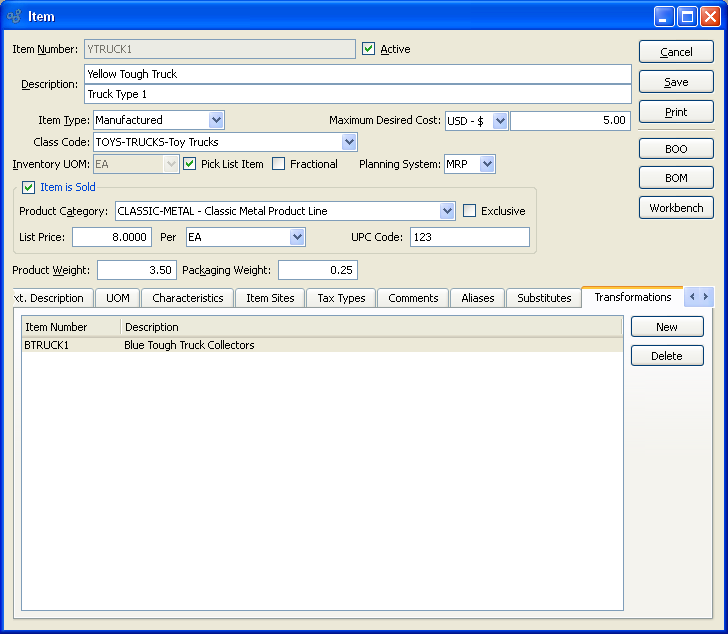 Item
Item Number: YTRUCK1 Active Cancel
Description: Yellow Tough Truck Save
Truck Type 1
Item Type: Manufactured Maximum Desired Cost: USD - $ 5.00 Print
Class Code: TOYS-TRUCKS-Toy Trucks BOO
Inventory UOM: EA Pick List Item Fractional Planning System: MRP
BOM
Item is Sold
Product Category: CLASSIC-METAL - Classic Metal Product Line Exclusive Workbench
List Price: 8.0000 Per EA UPC Code: 123
Product Weight: 3.50 Packaging Weight: 0.25
xt. Description UOM Characteristics Item Sites Tax Types Comments Aliases Substitutes Transformations
Item Number Description New
BTRUCK1 Blue Tough Truck Collectors
Delete